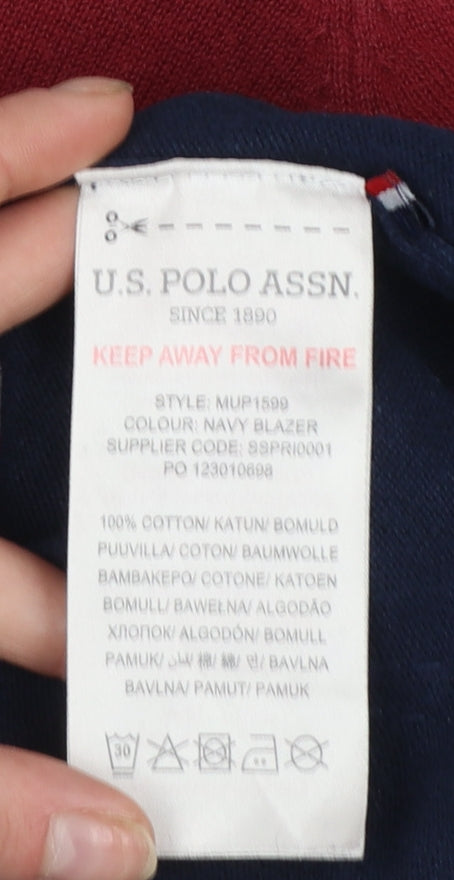 U.S. POLO ASSN.
SINCE 1890
KEEP AWAY FROM FIRE
STYLE: MUP1599
COLOUR: NAVY BLAZER
SUPPLIER CODE: SSPRI0001
PO 123010698
100% COTTON/ KATUN/ BOMULD
PUUVILLA/ COTON/ BAUMWOLLE
BAMBAKEPO/ COTONE/ KATOEN
BOMULL/ BAWEŁNA/ ALGODÃO
ХЛОПОК/ ALGODÓN/ BOMULL
PAMUK/ 棉/ 綿/ 면/ BAVLNA
BAVLNA/ PAMUT/ PAMUK
30